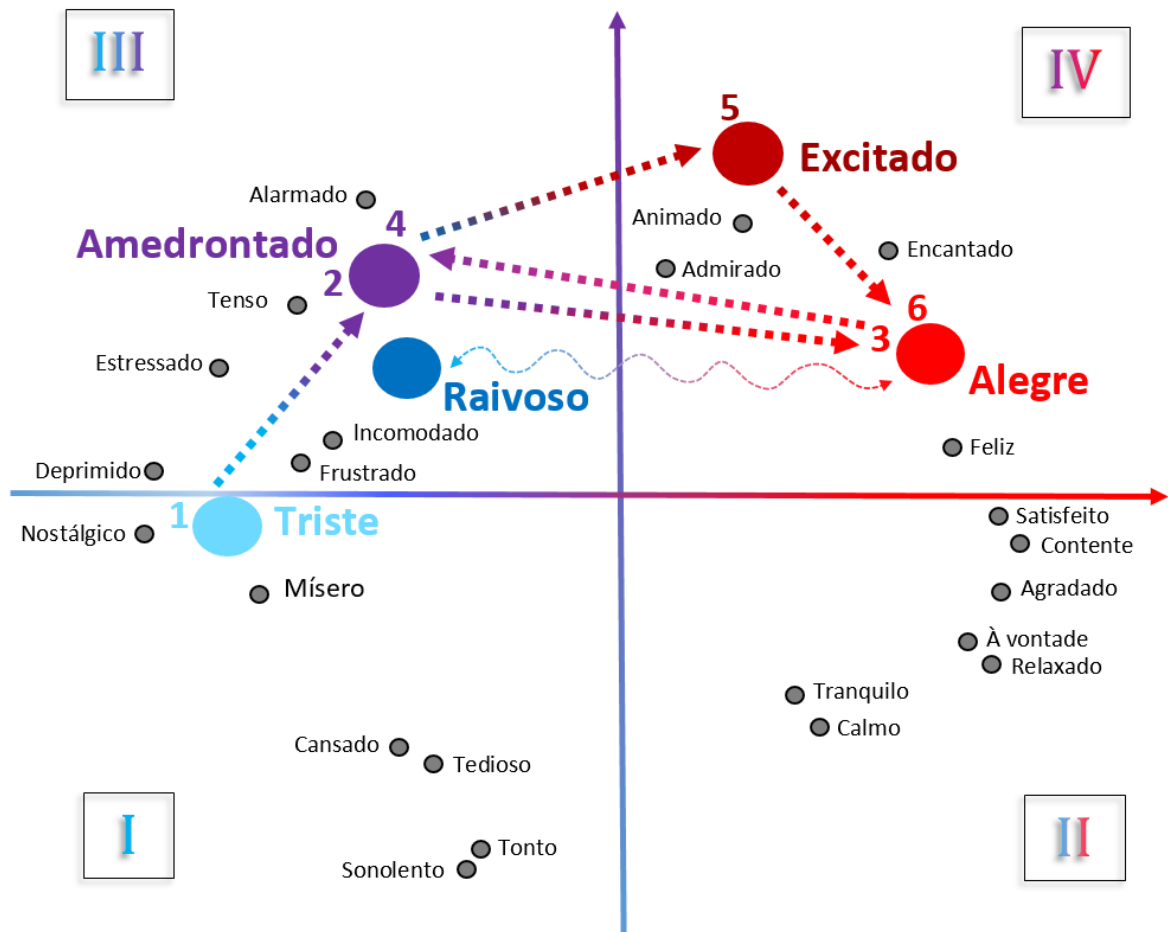 III
IV
5
Excitado
Alarmado
Animado
4
Amedrontado
Encantado
Admirado
2
Tenso
6
3
Estressado
Alegre
Raivoso
Incomodado
Feliz
Frustrado
Deprimido
1
Triste
Nostálgico
Satisfeito
Contente
Mísero
Agradado
À vontade
Relaxado
Tranquilo
Calmo
Cansado
Tedioso
I
II
Tonto
Sonolento